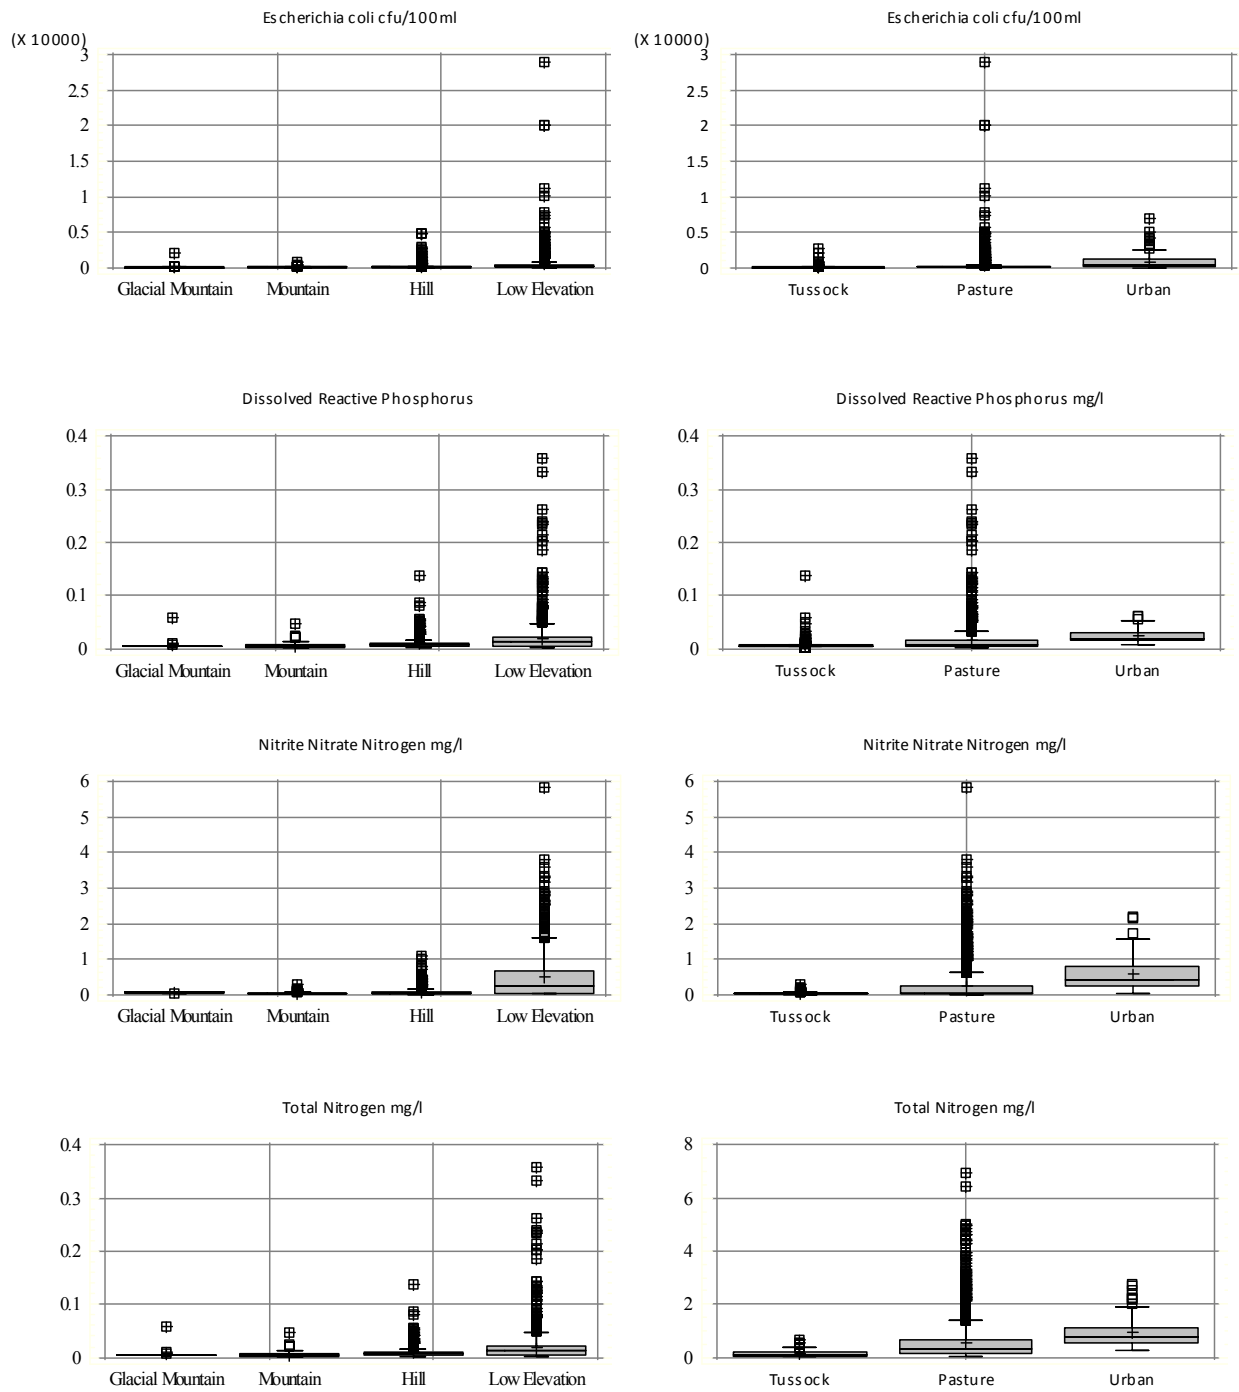 Escherichia coli cfu/100ml
(X 10000)
3
2.5
2
1.5
1
0.5
0
Glacial Mountain Mountain Hill Low Elevation
Escherichia coli cfu/100ml
(X 10000)
3
2.5
2
1.5
1
0.5
0
Tussock Pasture Urban
Dissolved Reactive Phosphorus
0.4
0.3
0.2
0.1
0
Glacial Mountain Mountain Hill Low Elevation
Dissolved Reactive Phosphorus mg/l
0.4
0.3
0.2
0.1
0
Tussock Pasture Urban
Nitrite Nitrate Nitrogen mg/l
6
5
4
3
2
1
0
Glacial Mountain Mountain Hill Low Elevation
Nitrite Nitrate Nitrogen mg/l
6
5
4
3
2
1
0
Tussock Pasture Urban
Total Nitrogen mg/l
0.4
0.3
0.2
0.1
0
Glacial Mountain Mountain Hill Low Elevation
Total Nitrogen mg/l
8
6
4
2
0
Tussock Pasture Urban